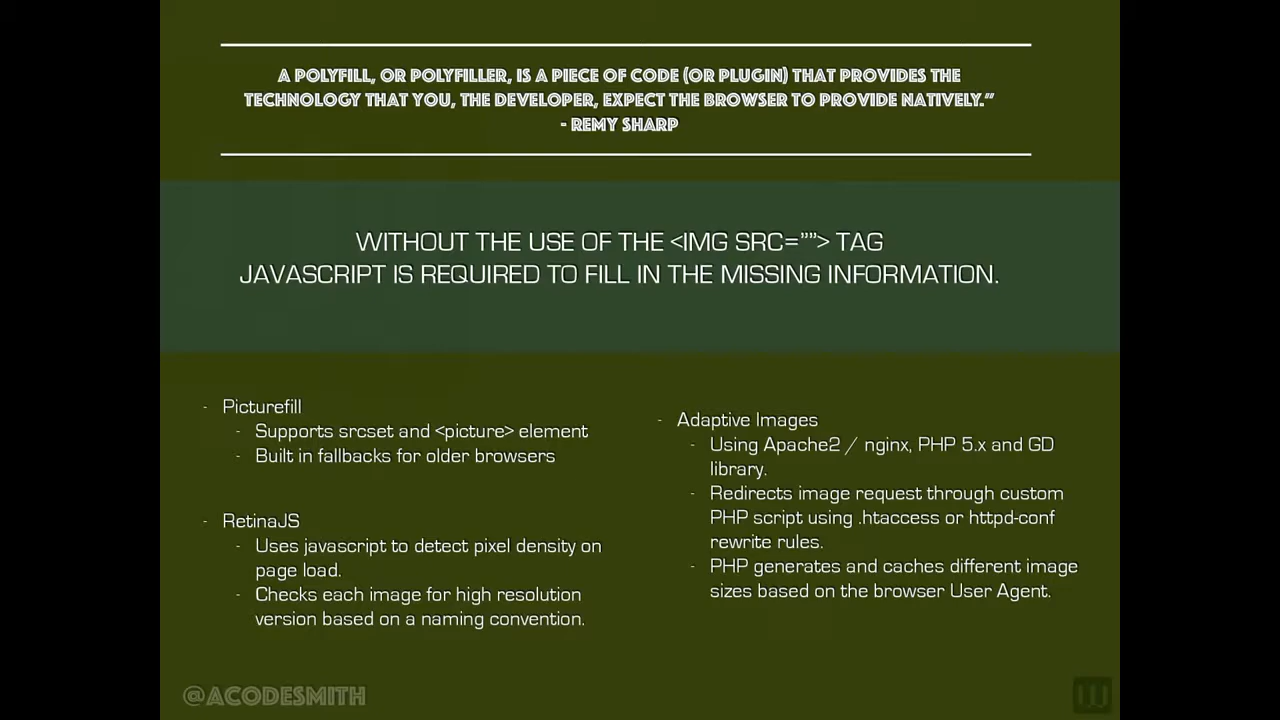 A POLYFILL, OR POLYFILLER, IS A PIECE OF CODE (OR PLUGIN) THAT PROVIDES THE
TECHNOLOGY THAT YOU, THE DEVELOPER, EXPECT THE BROWSER TO PROVIDE NATIVELY.”
- REMY SHARP
WITHOUT THE USE OF THE <IMG SRC=””> TAG
JAVASCRIPT IS REQUIRED TO FILL IN THE MISSING INFORMATION.
- Picturefill
- Supports srcset and <picture> element
- Built in fallbacks for older browsers
- RetinaJS
- Uses javascript to detect pixel density on
page load.
- Checks each image for high resolution
version based on a naming convention.
- Adaptive Images
- Using Apache2 / nginx, PHP 5.x and GD
library.
- Redirects image request through custom
PHP script using .htaccess or httpd-conf
rewrite rules.
- PHP generates and caches different image
sizes based on the browser User Agent.
@ACODESMITH
W